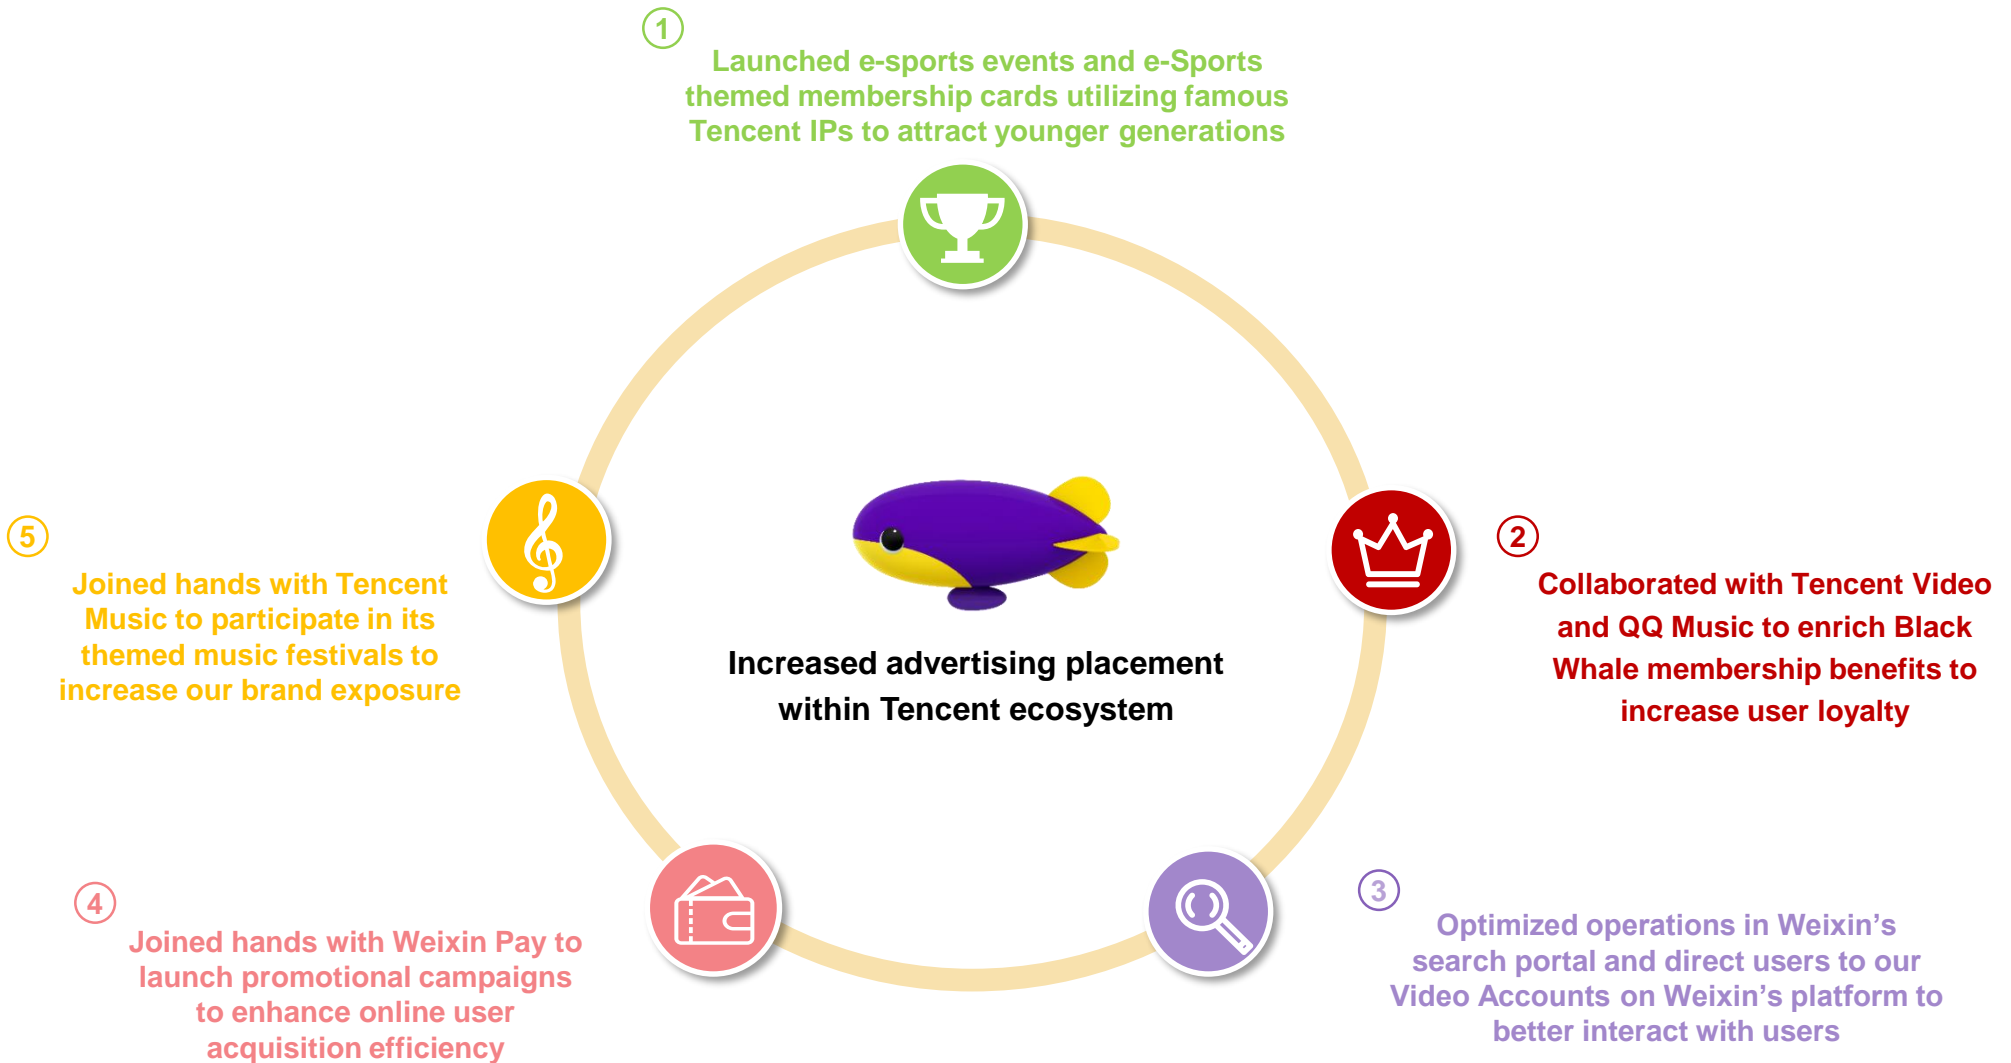 1
Launched e-sports events and e-Sports
themed membership cards utilizing famous
Tencent IPs to attract younger generations
2
Collaborated with Tencent Video
and QQ Music to enrich Black
Whale membership benefits to
increase user loyalty
3
Optimized operations in Weixin’s
search portal and direct users to our
Video Accounts on Weixin’s platform to
better interact with users
4
Joined hands with Weixin Pay to
launch promotional campaigns
to enhance online user
acquisition efficiency
5
Joined hands with Tencent
Music to participate in its
themed music festivals to
increase our brand exposure
Increased advertising placement
within Tencent ecosystem